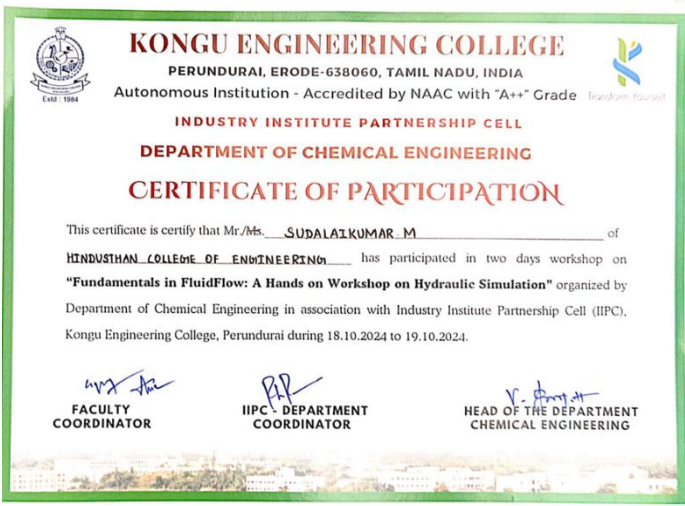 KONGU ENGINEERING COLLEGE
PERUNDURAI, ERODE-638060, TAMIL NADU, INDIA
Autonomous Institution - Accredited by NAAC with "A++" Grade
Estd : 1984
Transform Yourself
INDUSTRY INSTITUTE PARTNERSHIP CELL
DEPARTMENT OF CHEMICAL ENGINEERING
CERTIFICATE OF PARTICIPATION
This certificate is certify that Mr./Ms. SUDALAIKUMAR M of
HINDUSTHAN COLLEGE OF ENGINEERING has participated in two days workshop on
"Fundamentals in FluidFlow: A Hands on Workshop on Hydraulic Simulation" organized by
Department of Chemical Engineering in association with Industry Institute Partnership Cell (IIPC),
Kongu Engineering College, Perundurai during 18.10.2024 to 19.10.2024.
FACULTY
COORDINATOR
IIPC - DEPARTMENT
COORDINATOR
HEAD OF THE DEPARTMENT
CHEMICAL ENGINEERING